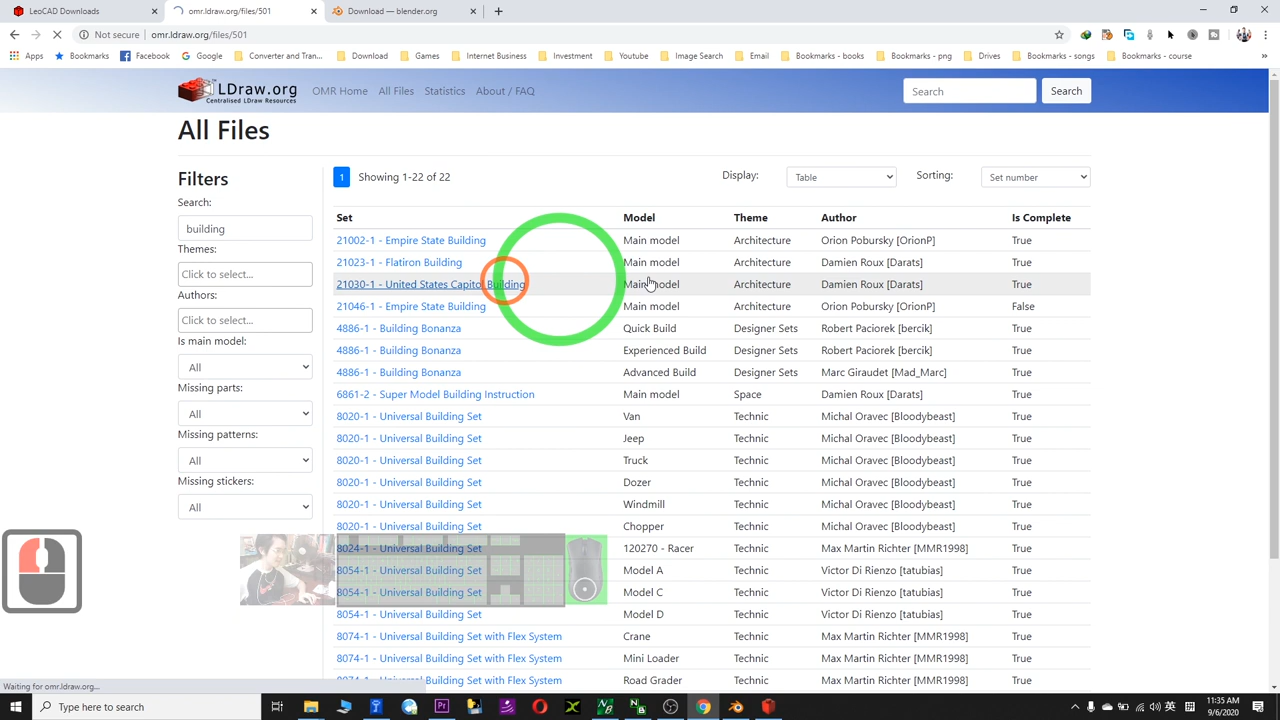 LeoCAD Downloads
omr.ldraw.org/files/501
Download — blender.org
Not secure
omr.ldraw.org/files/501
Apps
Bookmarks
Facebook
Google
Converter and Tran...
Download
Games
Internet Business
Investment
Youtube
Image Search
Email
Bookmarks - books
Bookmarks - png
Drives
Bookmarks - songs
Bookmarks - course
LDraw.org
Centralised LDraw Resources
OMR Home
All Files
Statistics
About / FAQ
Search
Search
All Files
Filters
Search:
building
Themes:
Click to select...
Authors:
Click to select...
Is main model:
All
Missing parts:
All
Missing patterns:
All
Missing stickers:
All
1 Showing 1-22 of 22
Display: Table
Sorting: Set number
Set Model Theme Author Is Complete
21002-1 - Empire State Building Main model Architecture Orion Pobursky [OrionP] True
21023-1 - Flatiron Building Main model Architecture Damien Roux [Darats] True
21030-1 - United States Capitol Building Main model Architecture Damien Roux [Darats] True
21046-1 - Empire State Building Main model Architecture Orion Pobursky [OrionP] False
4886-1 - Building Bonanza Quick Build Designer Sets Robert Paciorek [bercik] True
4886-1 - Building Bonanza Experienced Build Designer Sets Robert Paciorek [bercik] True
4886-1 - Building Bonanza Advanced Build Designer Sets Marc Giraudet [Mad_Marc] True
6861-2 - Super Model Building Instruction Main model Space Damien Roux [Darats] True
8020-1 - Universal Building Set Van Technic Michal Oravec [Bloodybeast] True
8020-1 - Universal Building Set Jeep Technic Michal Oravec [Bloodybeast] True
8020-1 - Universal Building Set Truck Technic Michal Oravec [Bloodybeast] True
8020-1 - Universal Building Set Dozer Technic Michal Oravec [Bloodybeast] True
8020-1 - Universal Building Set Windmill Technic Michal Oravec [Bloodybeast] True
8020-1 - Universal Building Set Chopper Technic Michal Oravec [Bloodybeast] True
8024-1 - Universal Building Set 120270 - Racer Technic Max Martin Richter [MMR1998] True
8054-1 - Universal Building Set Model A Technic Victor Di Rienzo [tatubias] True
8054-1 - Universal Building Set Model C Technic Victor Di Rienzo [tatubias] True
8054-1 - Universal Building Set Model D Technic Victor Di Rienzo [tatubias] True
8074-1 - Universal Building Set with Flex System Crane Technic Max Martin Richter [MMR1998] True
8074-1 - Universal Building Set with Flex System Mini Loader Technic Max Martin Richter [MMR1998] True
8074-1 - Universal Building Set with Flex System Road Grader Technic Max Martin Richter [MMR1998] True
Waiting for omr.ldraw.org...
Type here to search
英
11:35 AM
9/6/2020